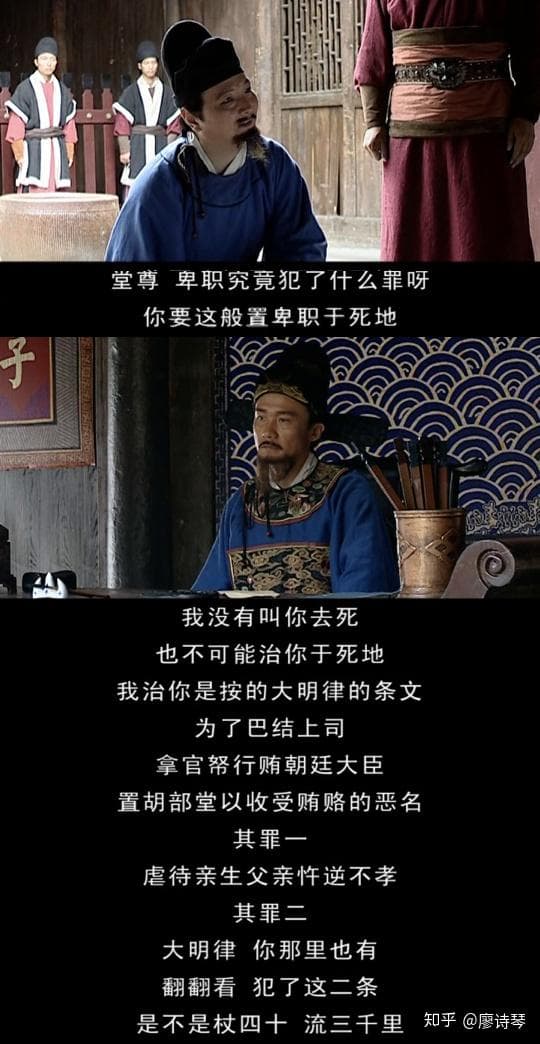 堂尊 卑职究竟犯了什么罪呀
你要这般置卑职于死地
子
我没有叫你去死
也不可能治你于死地
我治你是按的大明律的条文
为了巴结上司
拿官帑行贿朝廷大臣
置胡部堂以收受贿赂的恶名
其罪一
虐待亲生父亲忤逆不孝
其罪二
大明律 你那里也有
翻翻看 犯了这二条
是不是杖四十 流三千里
知乎 @廖诗琴